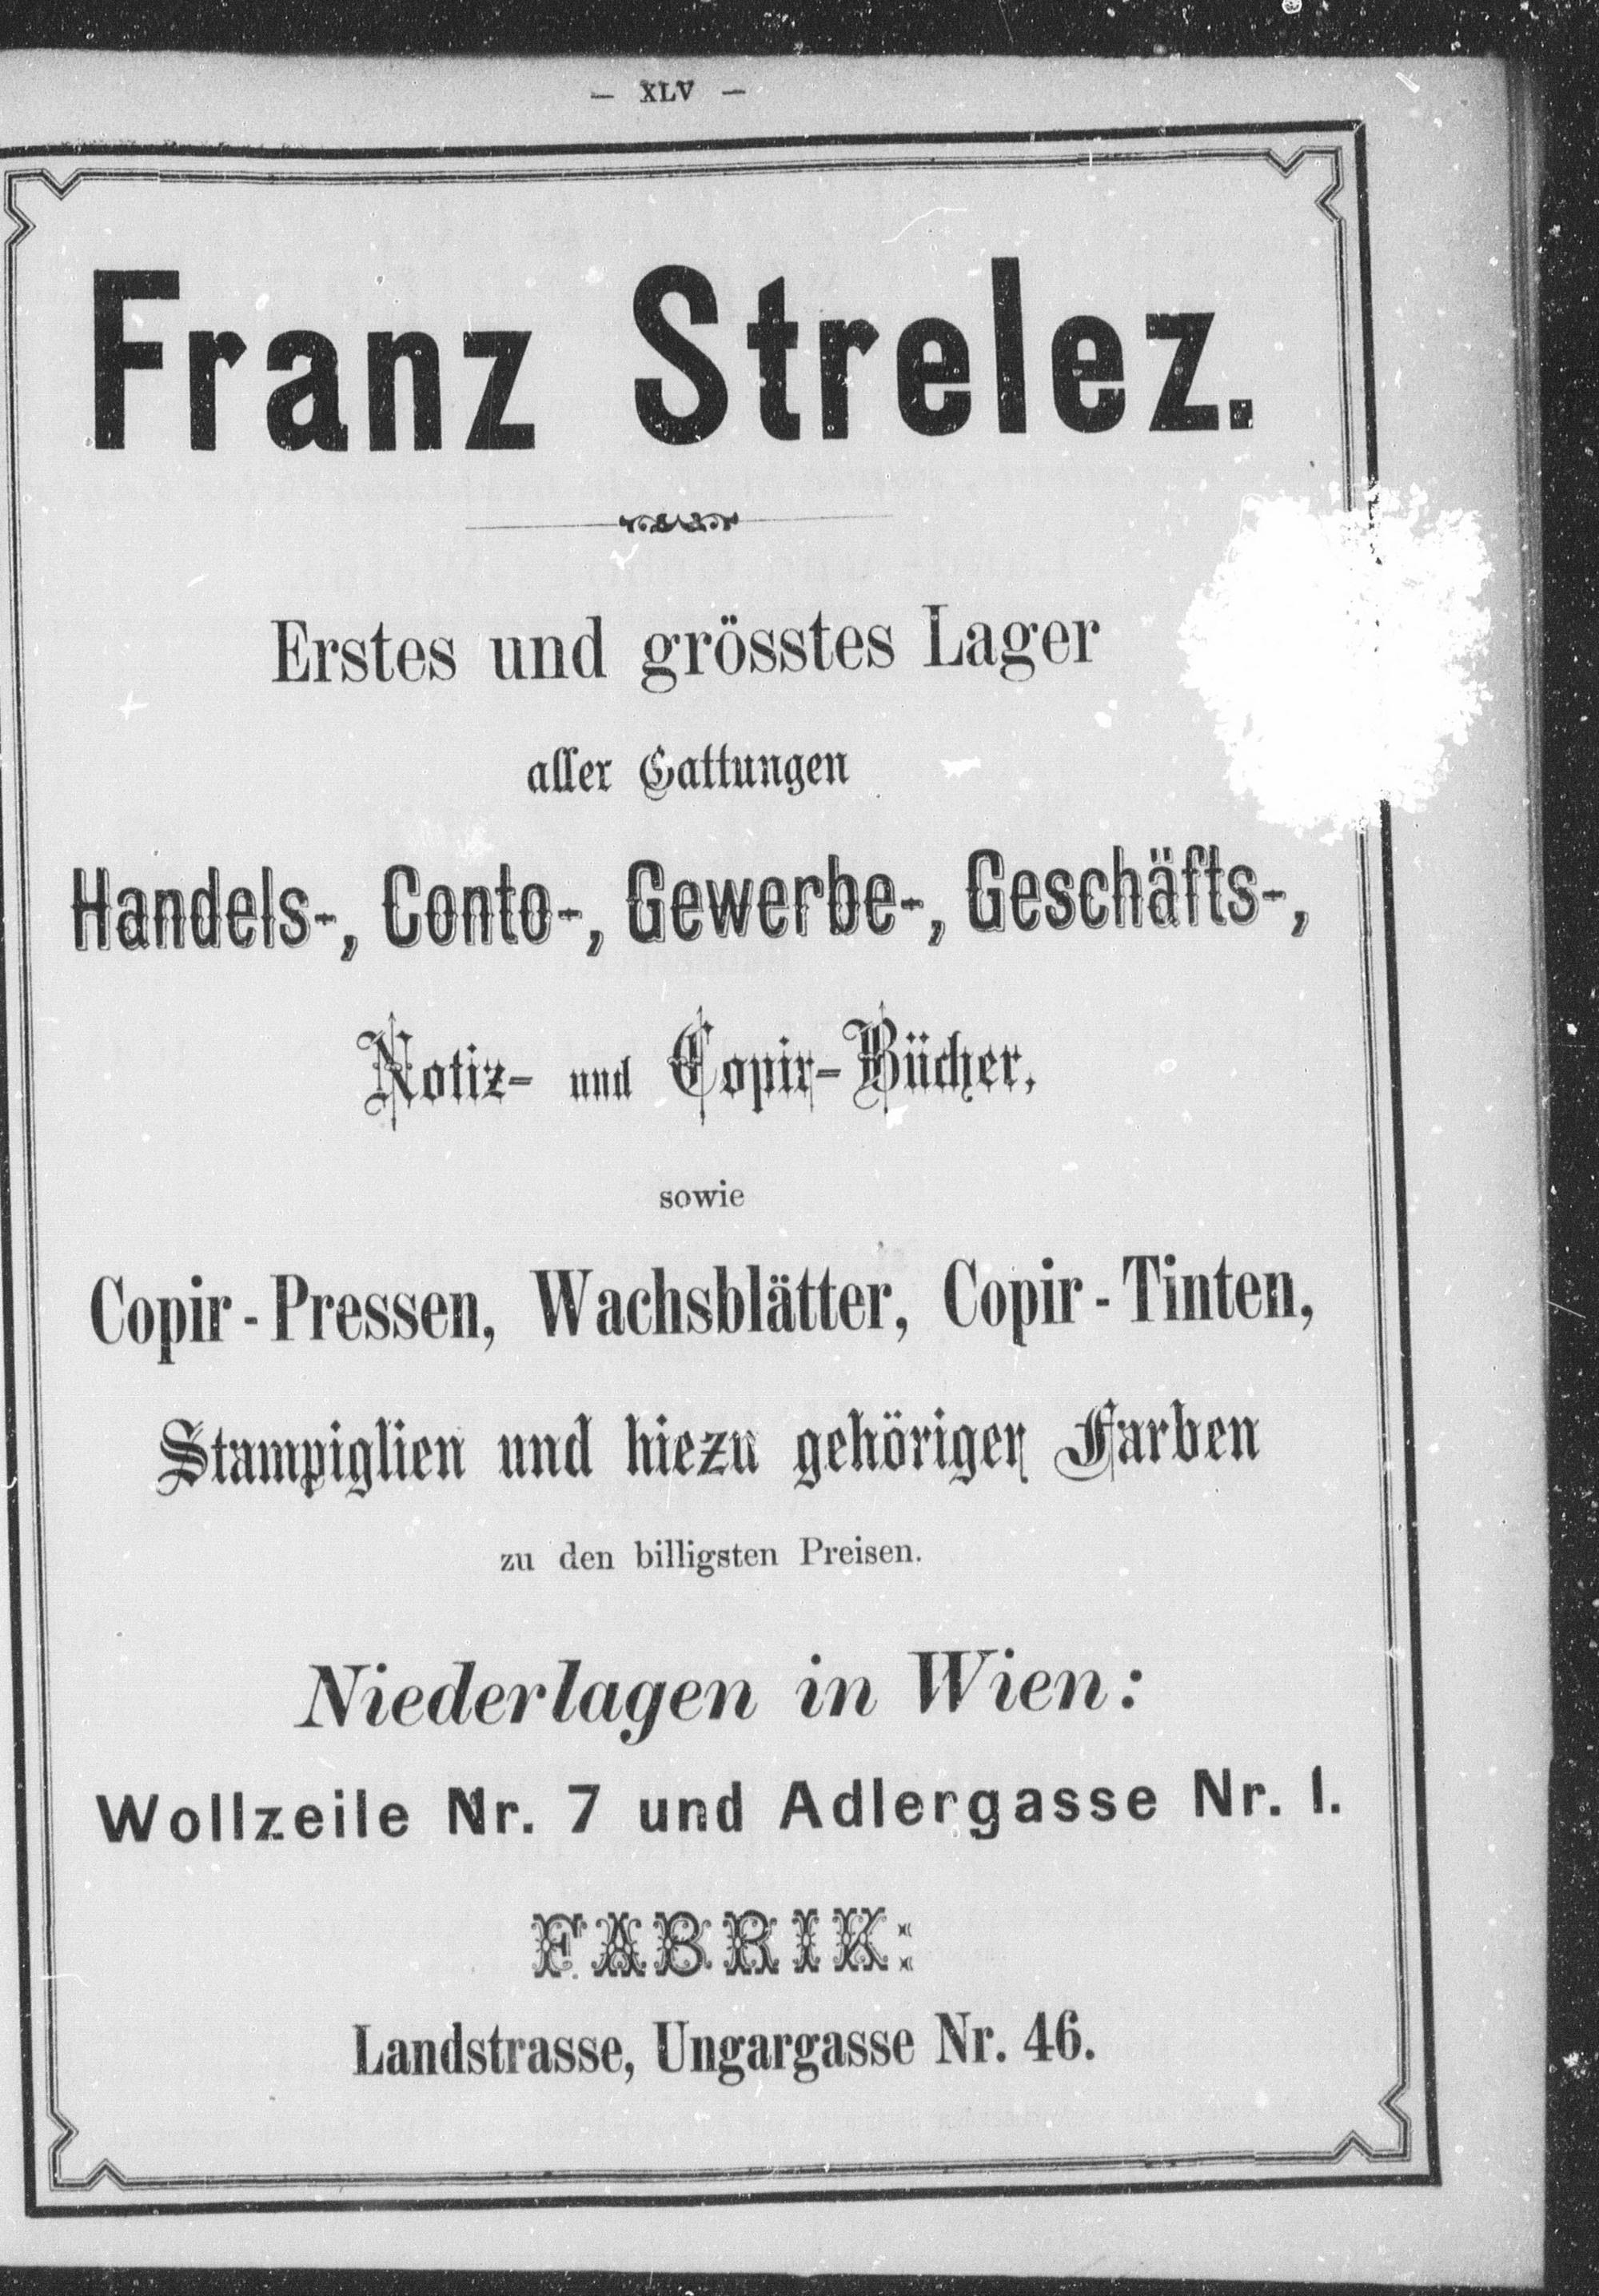 — XLV —
Franz Strelez.
Erstes und grösstes Lager
aller Gattungen
Handels-, Conto-, Gewerbe-, Geschäfts-,
Notiz- und Copir-Bücher,
sowie
Copir-Pressen, Wachsblätter, Copir-Tinten,
Stampiglien und hiezu gehöriger Farben
zu den billigsten Preisen.
Niederlagen in Wien:
Wollzeile Nr. 7 und Adlergasse Nr. 1.
FABRIK:
Landstrasse, Ungargasse Nr. 46.